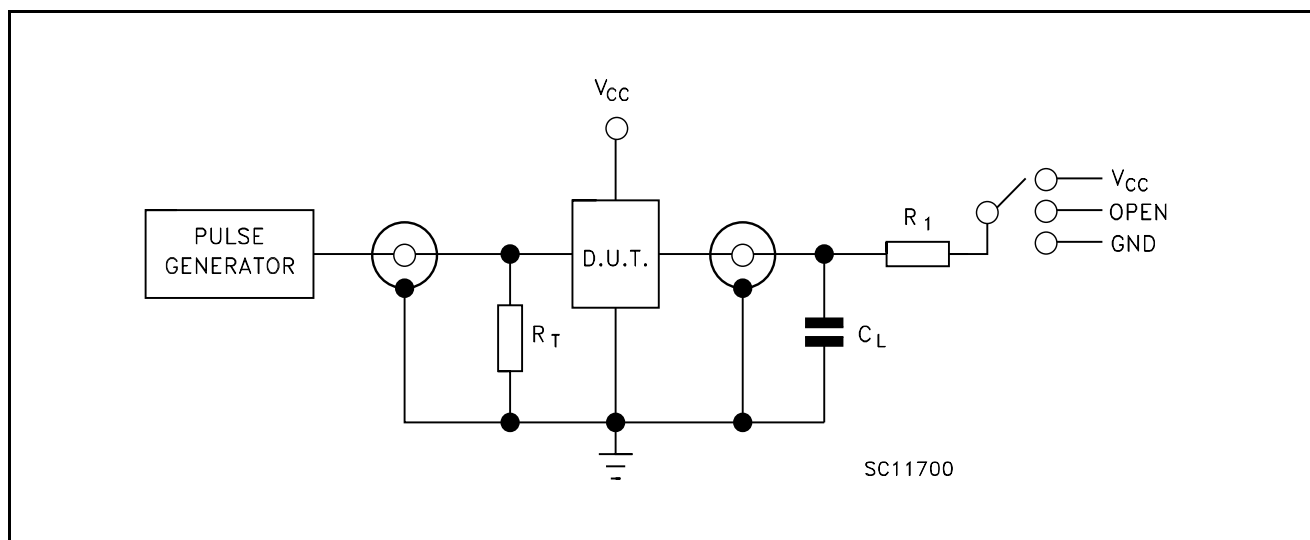 VCC
PULSE
GENERATOR
RT
D.U.T.
CL
R1
VCC
OPEN
GND
SC11700